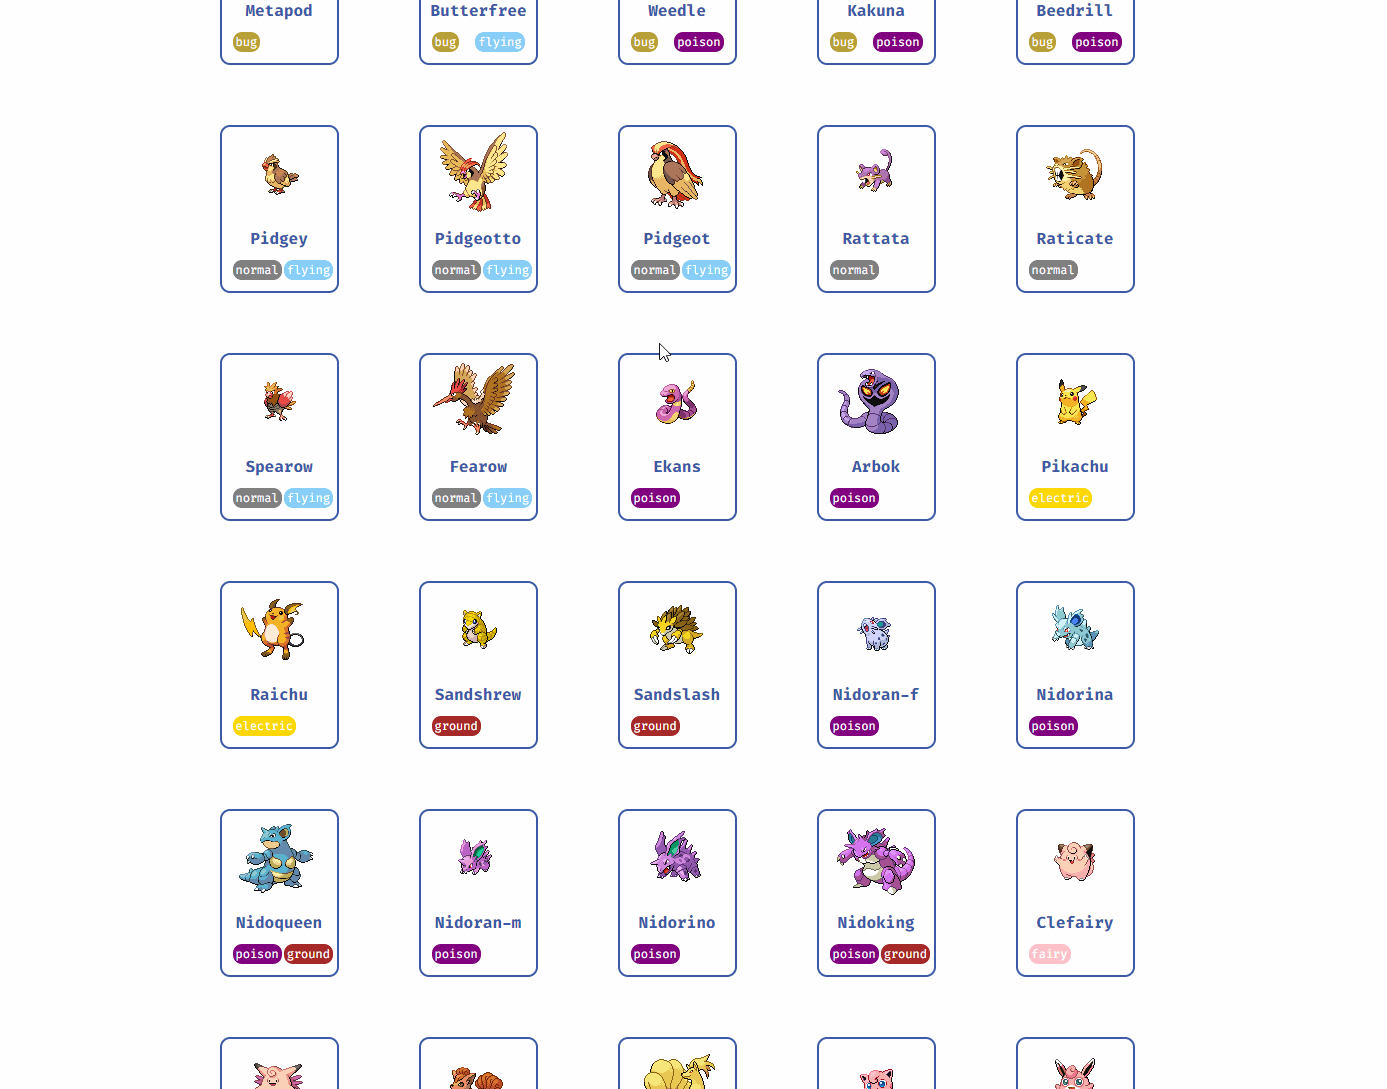 Metapod Butterfree Weedle Kakuna Beedrill
bug bug flying bug poison bug poison bug poison
Pidgey Pidgeotto Pidgeot Rattata Raticate
normal flying normal flying normal flying normal normal
Spearow Fearow Ekans Arbok Pikachu
normal flying normal flying poison poison electric
Raichu Sandshrew Sandslash Nidoran-f Nidorina
electric ground ground poison poison
Nidoqueen Nidoran-m Nidorino Nidoking Clefairy
poison ground poison poison poison ground fairy